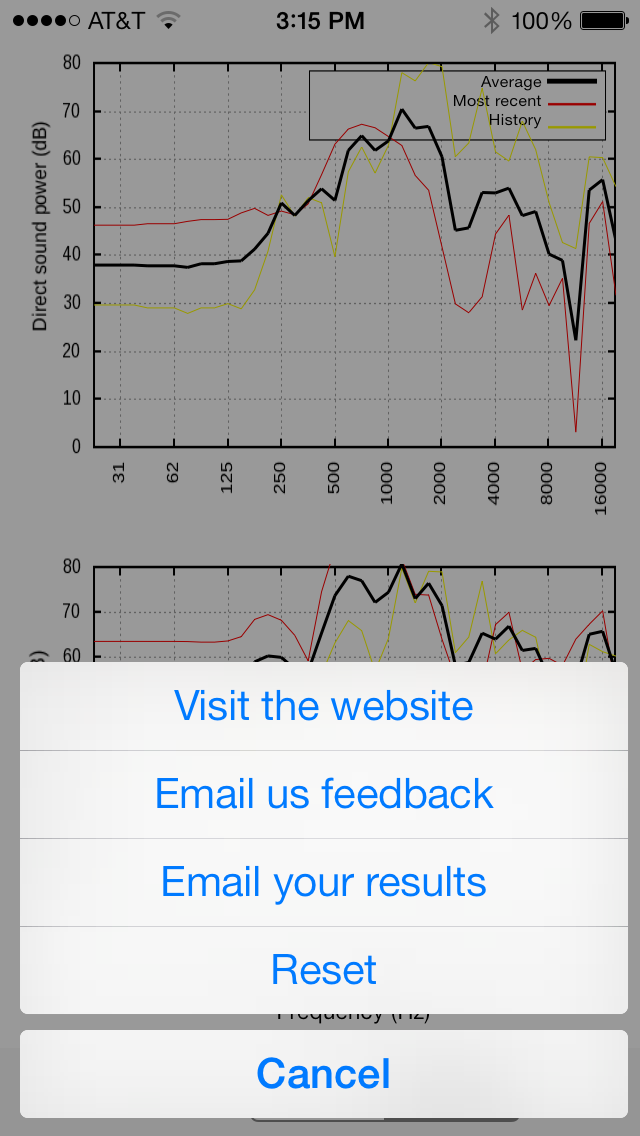 AT&T 3:15 PM 100%
Average
Most recent
History
Direct sound power (dB)
80
70
60
50
40
30
20
10
0
31 62 125 250 500 1000 2000 4000 8000 16000
80
70
60
Visit the website
Email us feedback
Email your results
Reset
Frequency (Hz)
Cancel